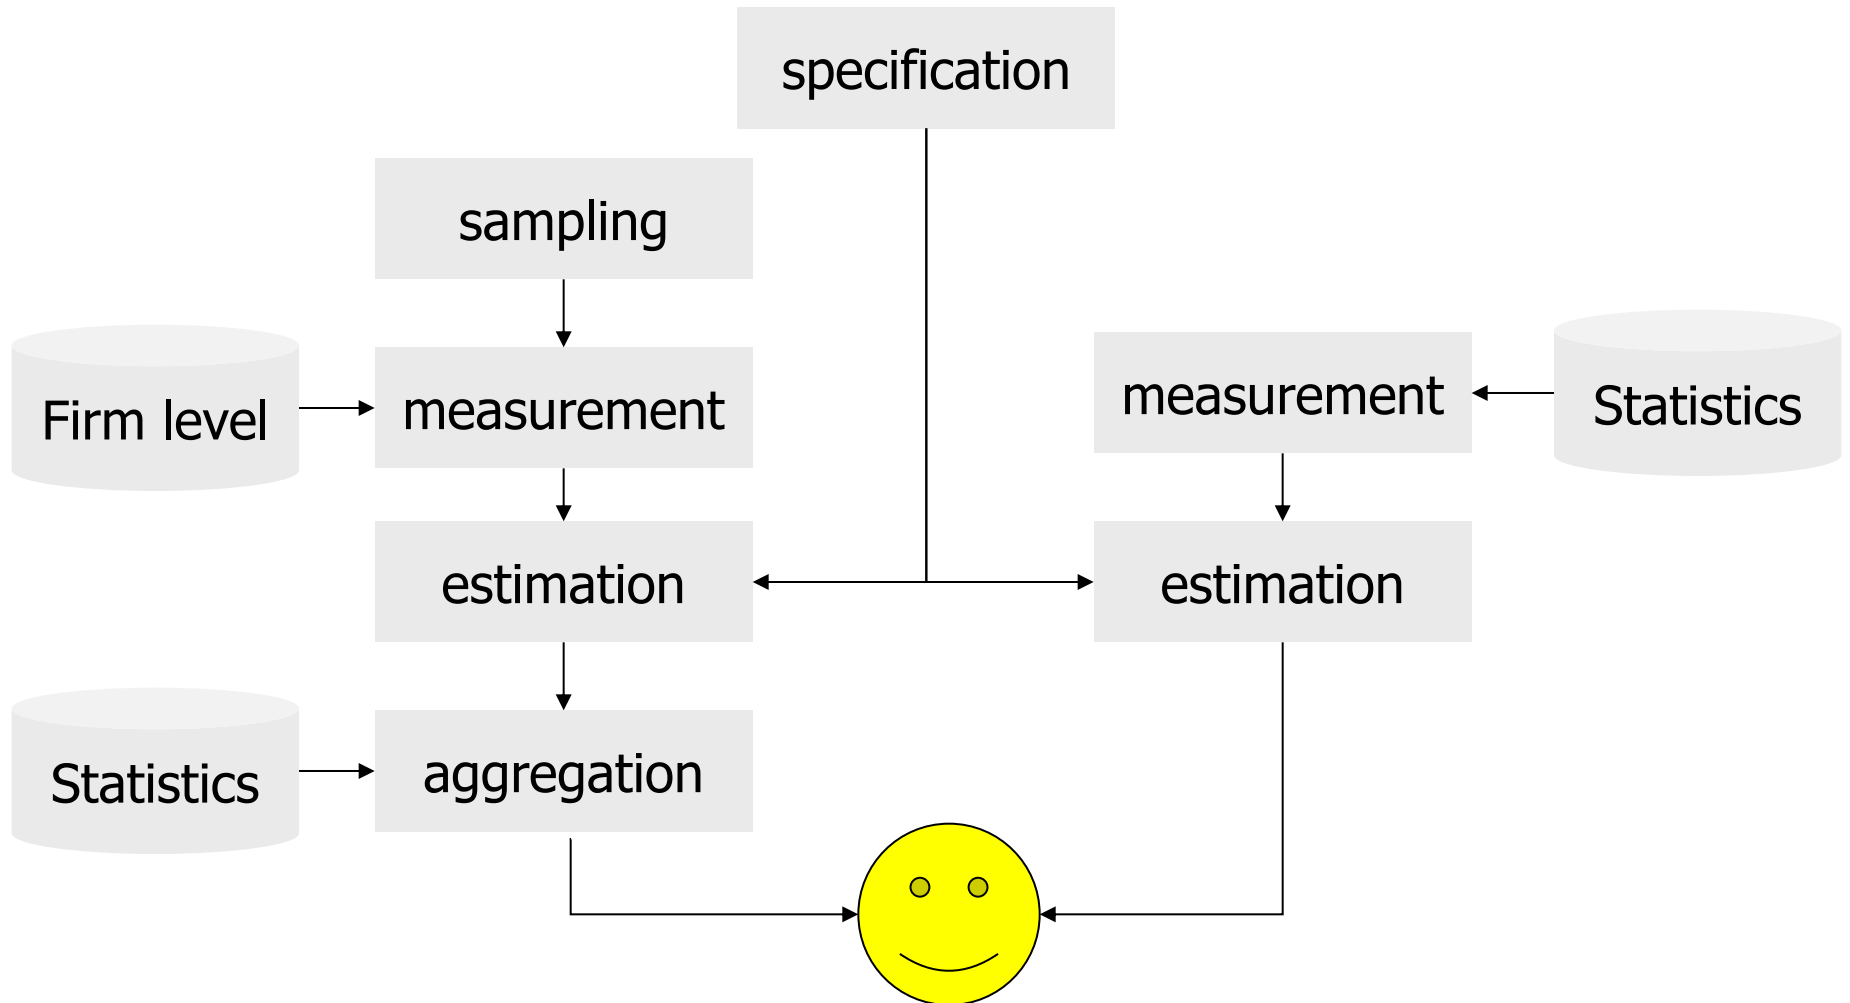 specification
sampling
Firm level
measurement
measurement
Statistics
estimation
estimation
Statistics
aggregation